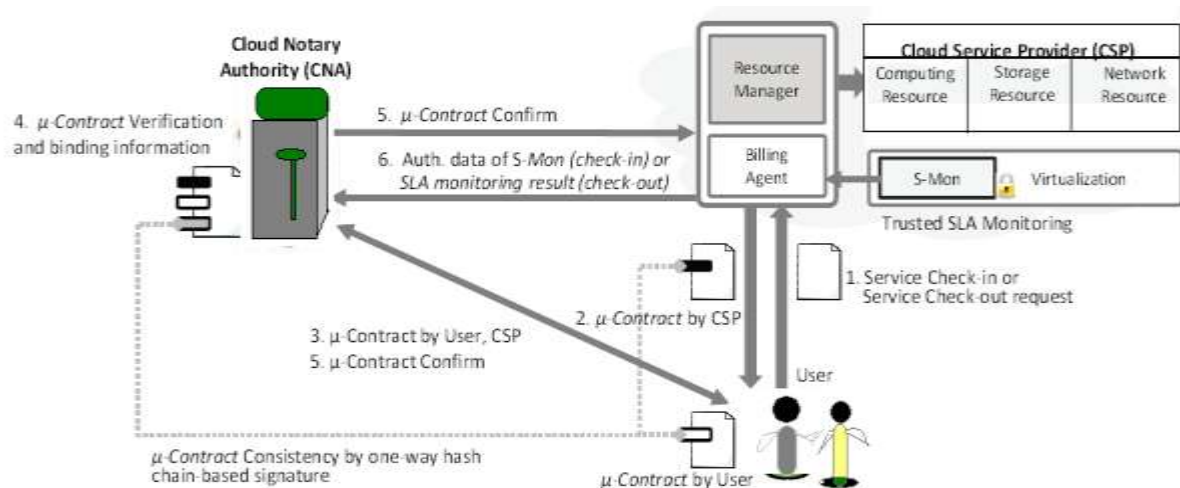 Cloud Notary
Authority (CNA)
4. μ-Contract Verification
and binding information
5. μ-Contract Confirm
6. Auth. data of S-Mon (check-in) or
SLA monitoring result (check-out)
Resource
Manager
Billing
Agent
Cloud Service Provider (CSP)
Computing
Resource
Storage
Resource
Network
Resource
S-Mon
Virtualization
Trusted SLA Monitoring
1. Service Check-in or
Service Check-out request
2. μ-Contract by CSP
3. μ-Contract by User, CSP
5. μ-Contract Confirm
User
μ-Contract Consistency by one-way hash
chain-based signature
μ-Contract by User